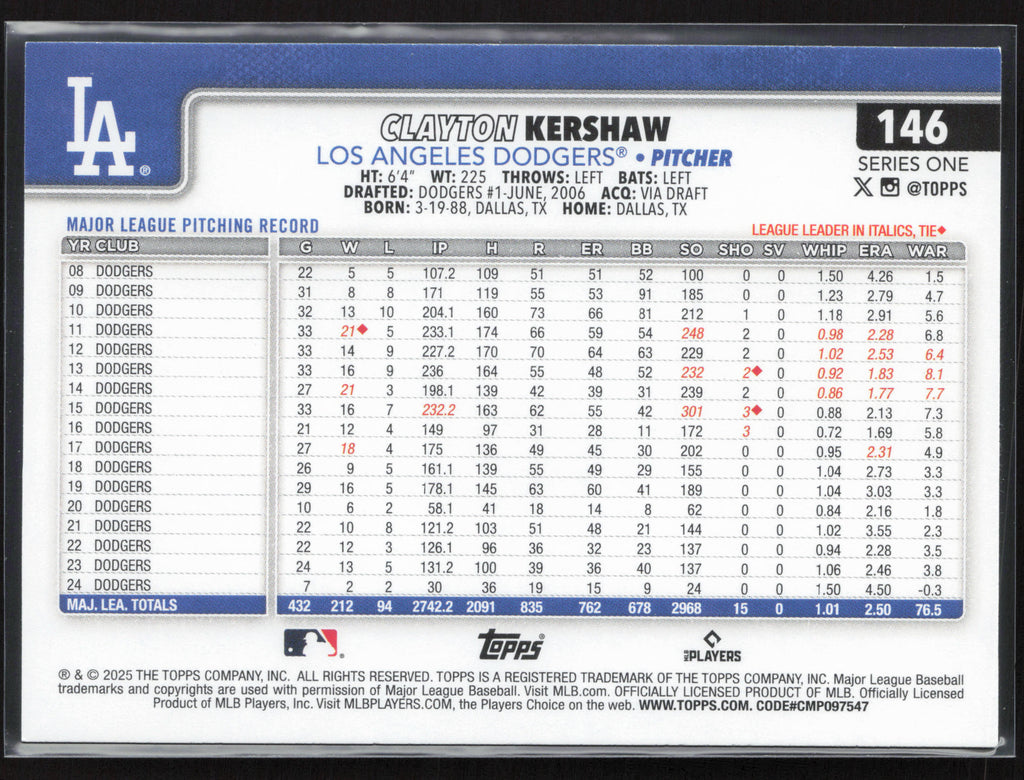 LA®
CLAYTON KERSHAW
146
LOS ANGELES DODGERS® • PITCHER
SERIES ONE
HT: 6'4" WT: 225 THROWS: LEFT BATS: LEFT
@TOPPS
DRAFTED: DODGERS #1-JUNE, 2006 ACQ: VIA DRAFT
BORN: 3-19-88, DALLAS, TX HOME: DALLAS, TX
MAJOR LEAGUE PITCHING RECORD
LEAGUE LEADER IN ITALICS, TIE◆
YR CLUB G W L IP H R ER BB SO SHO SV WHIP ERA WAR
08 DODGERS 22 5 5 107.2 109 51 51 52 100 0 0 1.50 4.26 1.5
09 DODGERS 31 8 8 171 119 55 53 91 185 0 0 1.23 2.79 4.7
10 DODGERS 32 13 10 204.1 160 73 66 81 212 1 0 1.18 2.91 5.6
11 DODGERS 33 21◆ 5 233.1 174 66 59 54 248 2 0 0.98 2.28 6.8
12 DODGERS 33 14 9 227.2 170 70 64 63 229 2 0 1.02 2.53 6.4
13 DODGERS 33 16 9 236 164 55 48 52 232 2◆ 0 0.92 1.83 8.1
14 DODGERS 27 21 3 198.1 139 42 39 31 239 2 0 0.86 1.77 7.7
15 DODGERS 33 16 7 232.2 163 62 55 42 301 3◆ 0 0.88 2.13 7.3
16 DODGERS 21 12 4 149 97 31 28 11 172 3 0 0.72 1.69 5.8
17 DODGERS 27 18 4 175 136 49 45 30 202 0 0 0.95 2.31 4.9
18 DODGERS 26 9 5 161.1 139 55 49 29 155 0 0 1.04 2.73 3.3
19 DODGERS 29 16 5 178.1 145 63 60 41 189 0 0 1.04 3.03 3.3
20 DODGERS 10 6 2 58.1 41 18 14 8 62 0 0 0.84 2.16 1.8
21 DODGERS 22 10 8 121.2 103 51 48 21 144 0 0 1.02 3.55 2.3
22 DODGERS 22 12 3 126.1 96 36 32 23 137 0 0 0.94 2.28 3.5
23 DODGERS 24 13 5 131.2 100 39 36 40 137 0 0 1.06 2.46 3.8
24 DODGERS 7 2 2 30 36 19 15 9 24 0 0 1.50 4.50 -0.3
MAJ. LEA. TOTALS 432 212 94 2742.2 2091 835 762 678 2968 15 0 1.01 2.50 76.5
Topps® MLB PLAYERS
® & © 2025 THE TOPPS COMPANY, INC. ALL RIGHTS RESERVED. TOPPS IS A REGISTERED TRADEMARK OF THE TOPPS COMPANY, INC. Major League Baseball
trademarks and copyrights are used with permission of Major League Baseball. Visit MLB.com. OFFICIALLY LICENSED PRODUCT OF MLB. Officially Licensed
Product of MLB Players, Inc. Visit MLBPLAYERS.COM, the Players Choice on the web. WWW.TOPPS.COM. CODE#CMP097547